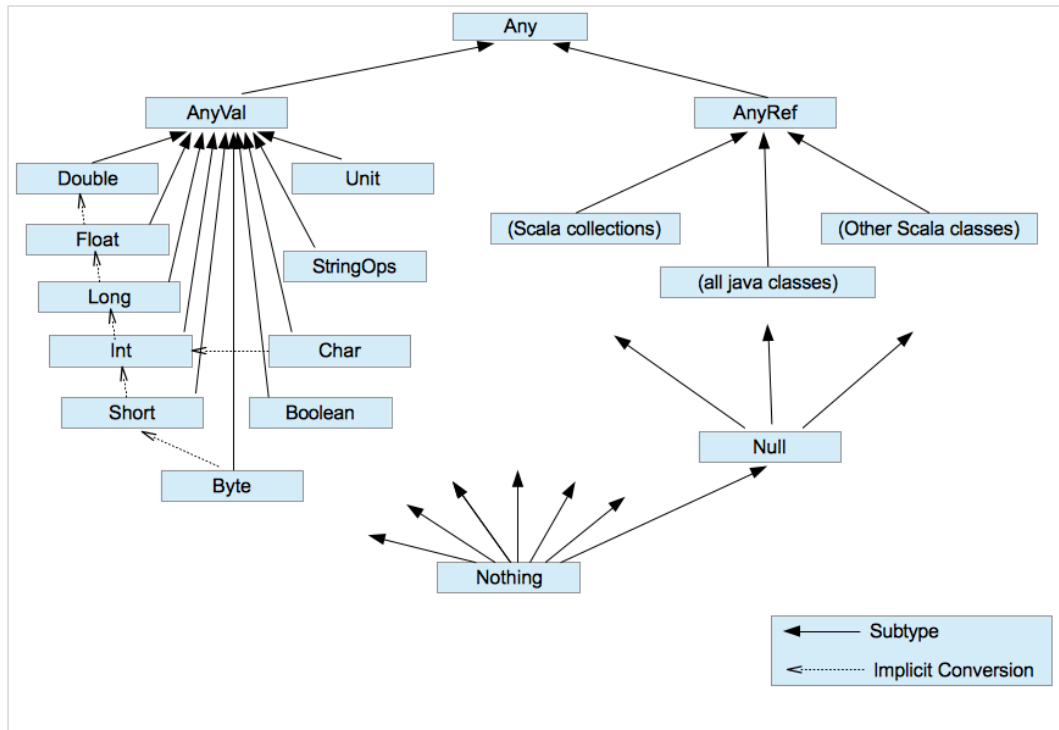 Any
AnyVal
AnyRef
Double
Unit
Float
(Scala collections)
(Other Scala classes)
StringOps
(all java classes)
Long
Int
Char
Short
Boolean
Null
Byte
Nothing
Subtype
Implicit Conversion